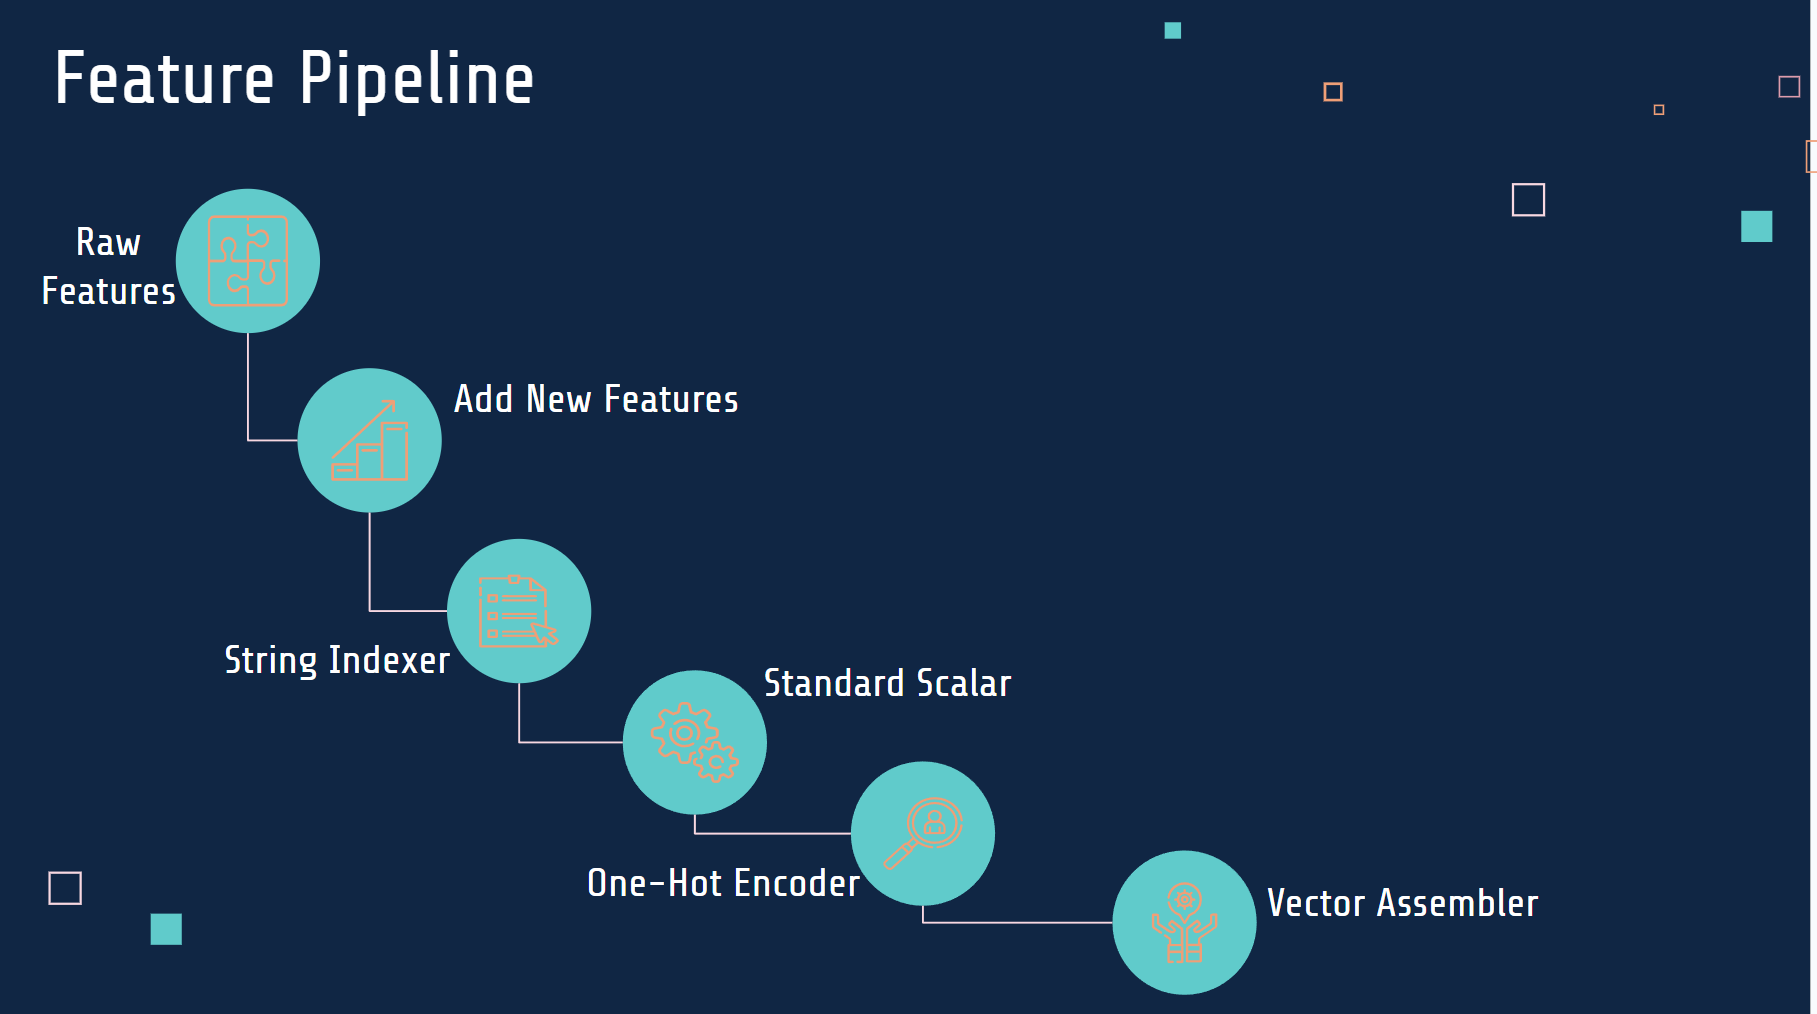 Feature Pipeline
Raw
Features
Add New Features
String Indexer
Standard Scalar
One-Hot Encoder
Vector Assembler